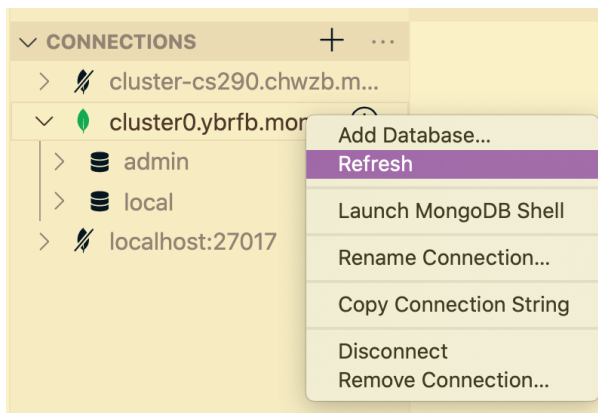 CONNECTIONS
cluster-cs290.chwzb.m...
cluster0.ybrfb.mon
admin
local
localhost:27017
Add Database...
Refresh
Launch MongoDB Shell
Rename Connection...
Copy Connection String
Disconnect
Remove Connection...